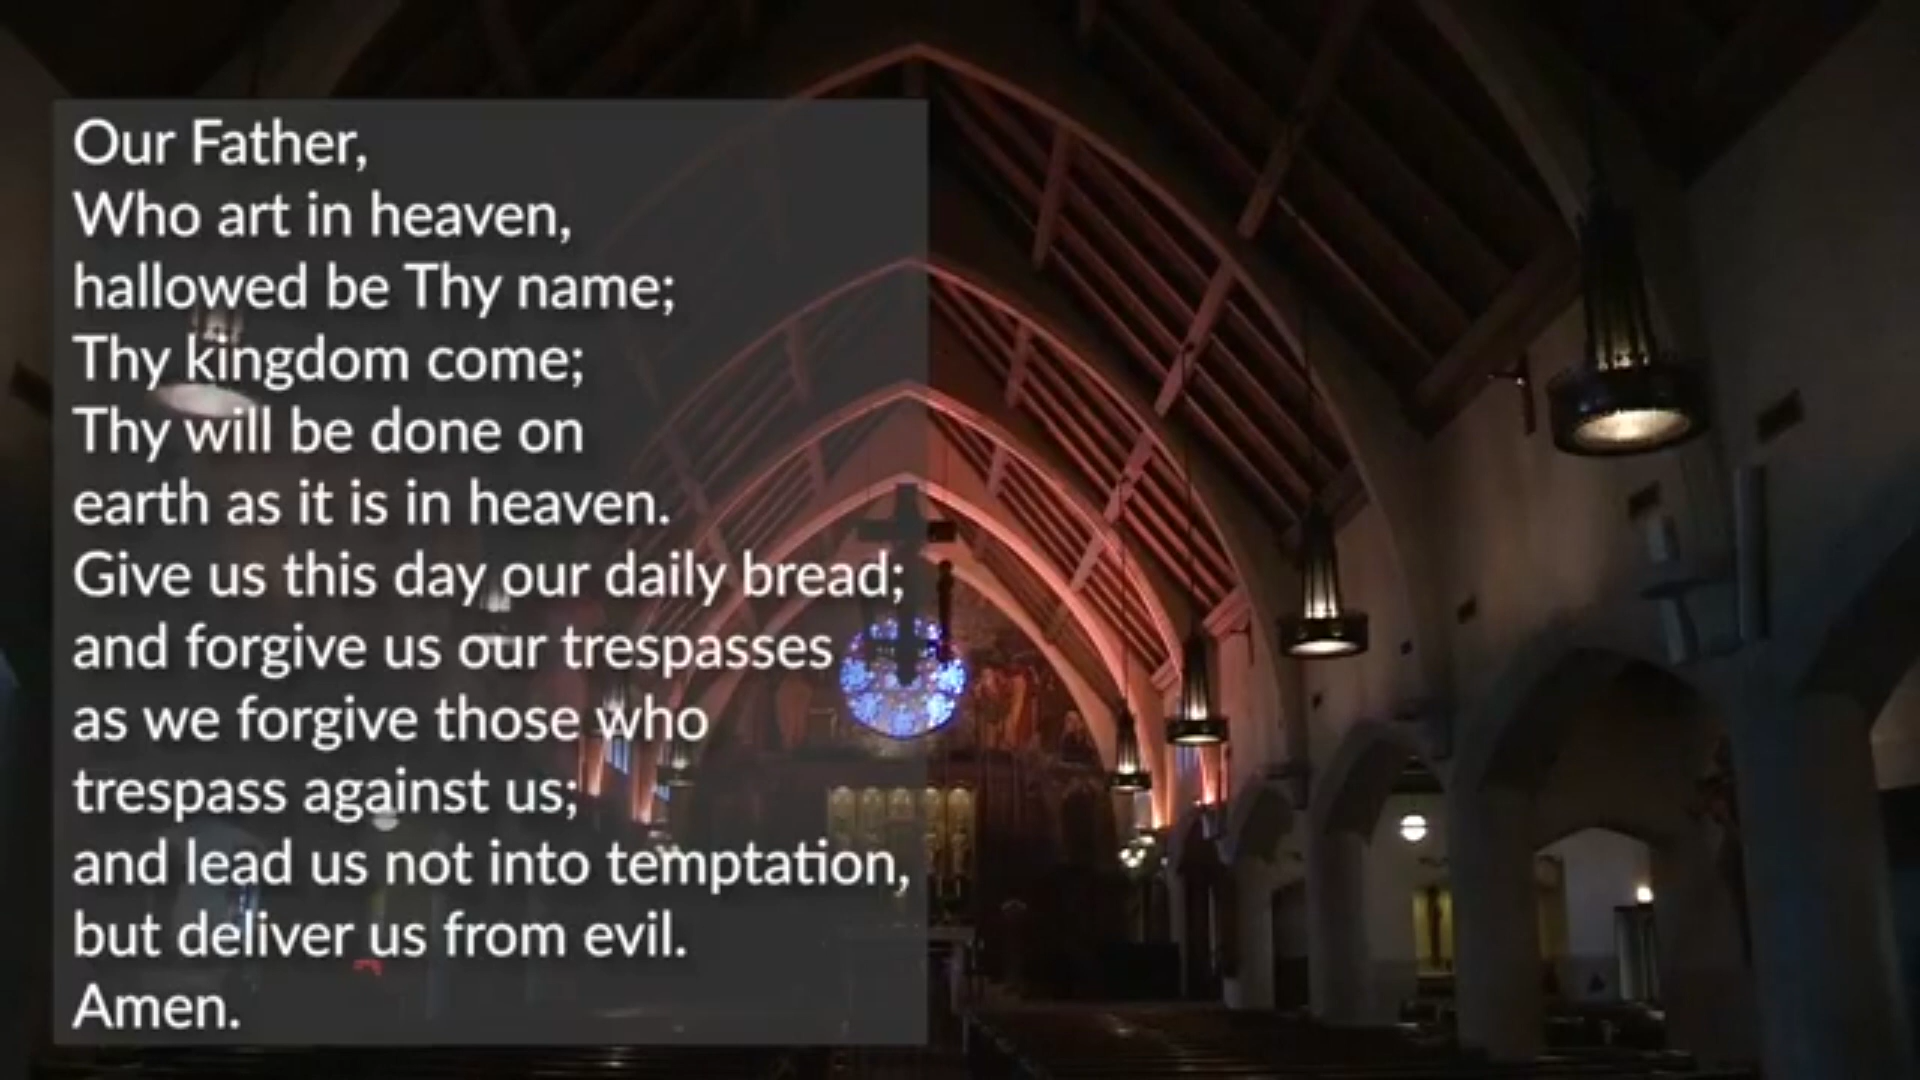 Our Father,
Who art in heaven,
hallowed be Thy name;
Thy kingdom come;
Thy will be done on
earth as it is in heaven.
Give us this day our daily bread;
and forgive us our trespasses
as we forgive those who
trespass against us;
and lead us not into temptation,
but deliver us from evil.
Amen.